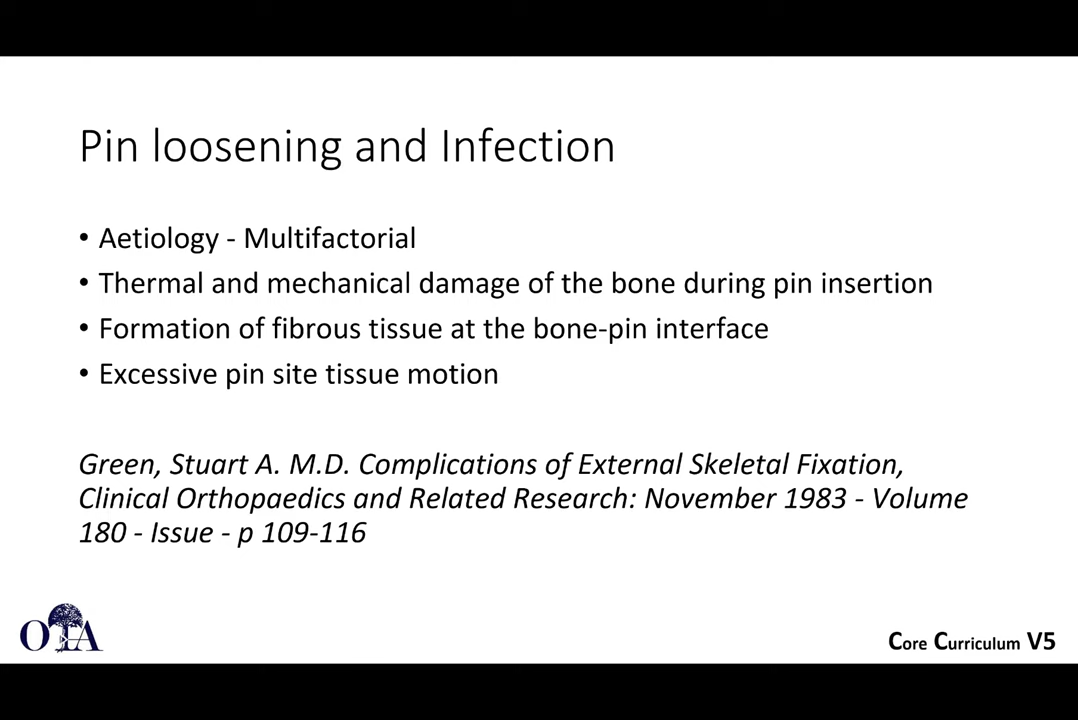 Pin loosening and Infection
• Aetiology - Multifactorial
• Thermal and mechanical damage of the bone during pin insertion
• Formation of fibrous tissue at the bone-pin interface
• Excessive pin site tissue motion
Green, Stuart A. M.D. Complications of External Skeletal Fixation,
Clinical Orthopaedics and Related Research: November 1983 - Volume
180 - Issue - p 109-116
OTA
Core Curriculum V5